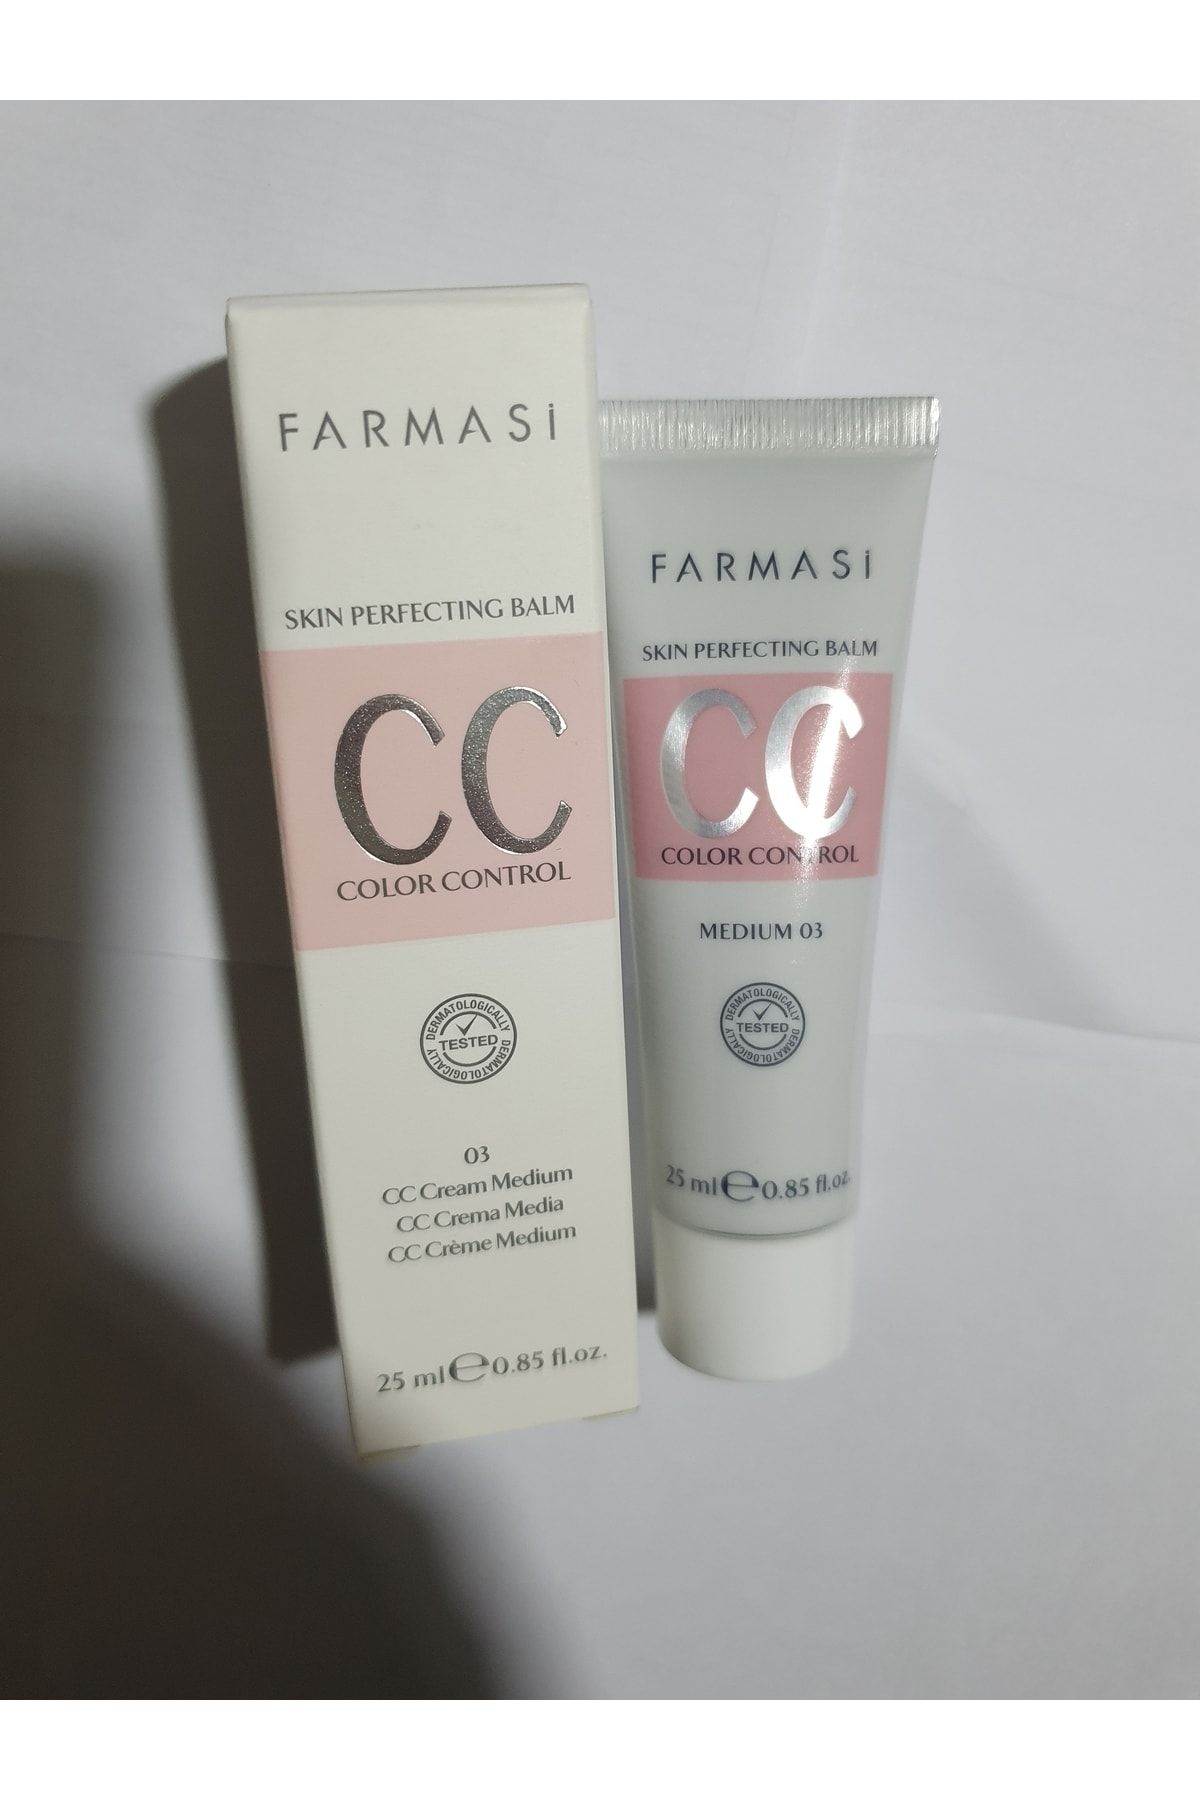 FARMASİ
SKIN PERFECTING BALM
CC
COLOR CONTROL
DERMATOLOGICALLY
TESTED
DERMATOLOGICALLY
03
CC Cream Medium
CC Crema Media
CC Crème Medium
25 ml℮0.85 fl.oz.
FARMASİ
SKIN PERFECTING BALM
CC
COLOR CONTROL
MEDIUM 03
DERMATOLOGICALLY
TESTED
DERMATOLOGICALLY
25 ml℮0.85 fl.oz.